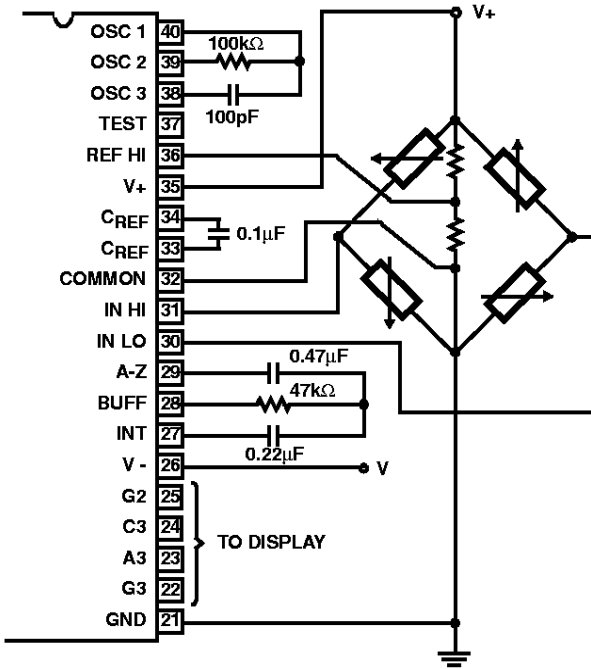 V+
OSC 1 40
100kΩ
OSC 2 39
OSC 3 38
100pF
TEST 37
REF HI 36
V+ 35
CREF 34
0.1µF
CREF 33
COMMON 32
IN HI 31
IN LO 30
0.47µF
A-Z 29
47kΩ
BUFF 28
INT 27
0.22µF
V - 26 V
G2 25
C3 24
TO DISPLAY
A3 23
G3 22
GND 21